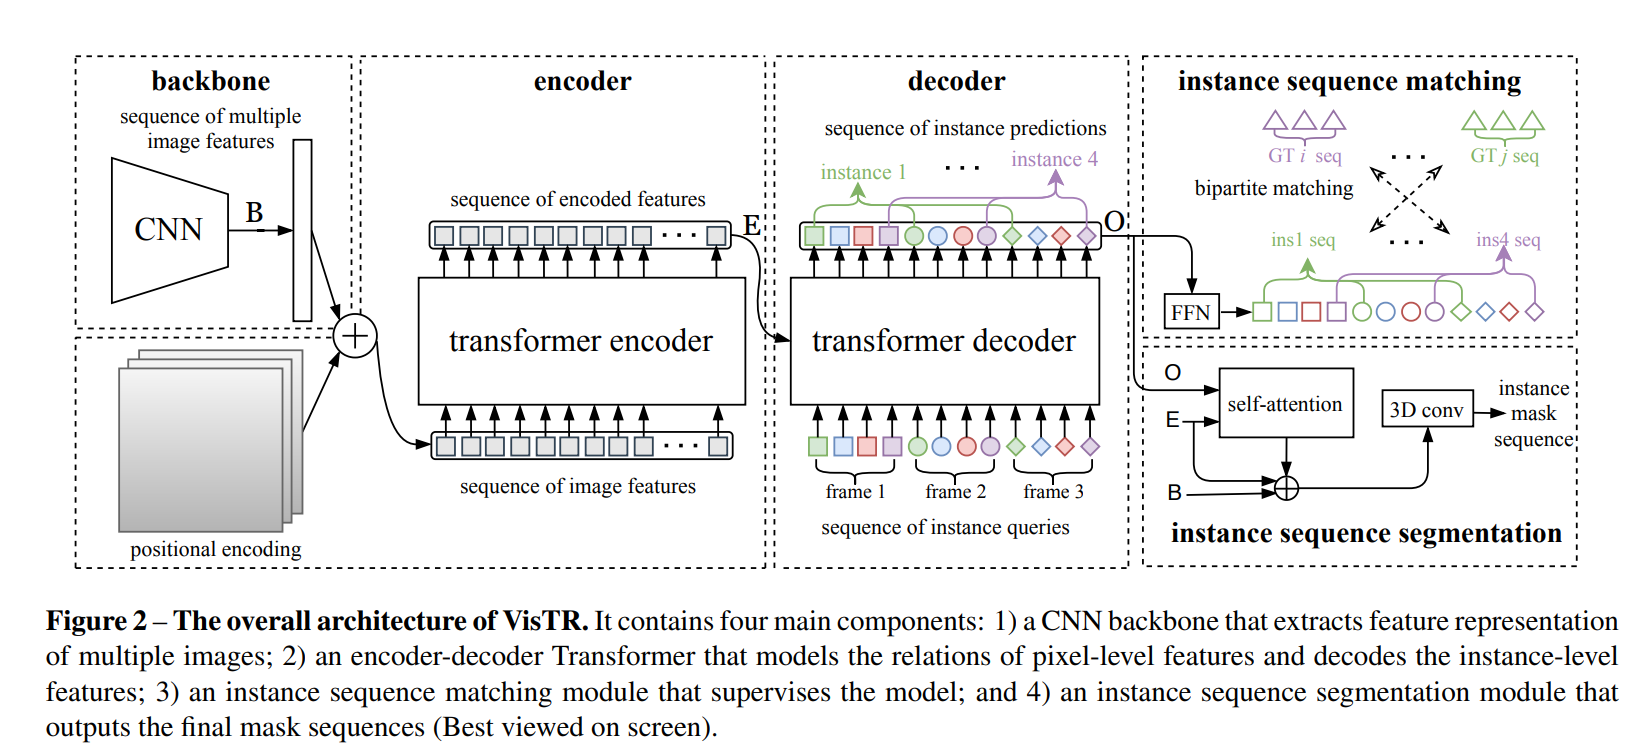 backbone
sequence of multiple
image features
CNN
B
positional encoding
encoder
sequence of encoded features
E
transformer encoder
sequence of image features
decoder
sequence of instance predictions
instance 1
...
instance 4
O
transformer decoder
frame 1
frame 2
frame 3
sequence of instance queries
instance sequence matching
GT i seq
...
GT j seq
bipartite matching
ins1 seq
...
ins4 seq
FFN
O
E
B
self-attention
3D conv
instance
mask
sequence
instance sequence segmentation
Figure 2 – The overall architecture of VisTR. It contains four main components: 1) a CNN backbone that extracts feature representation
of multiple images; 2) an encoder-decoder Transformer that models the relations of pixel-level features and decodes the instance-level
features; 3) an instance sequence matching module that supervises the model; and 4) an instance sequence segmentation module that
outputs the final mask sequences (Best viewed on screen).